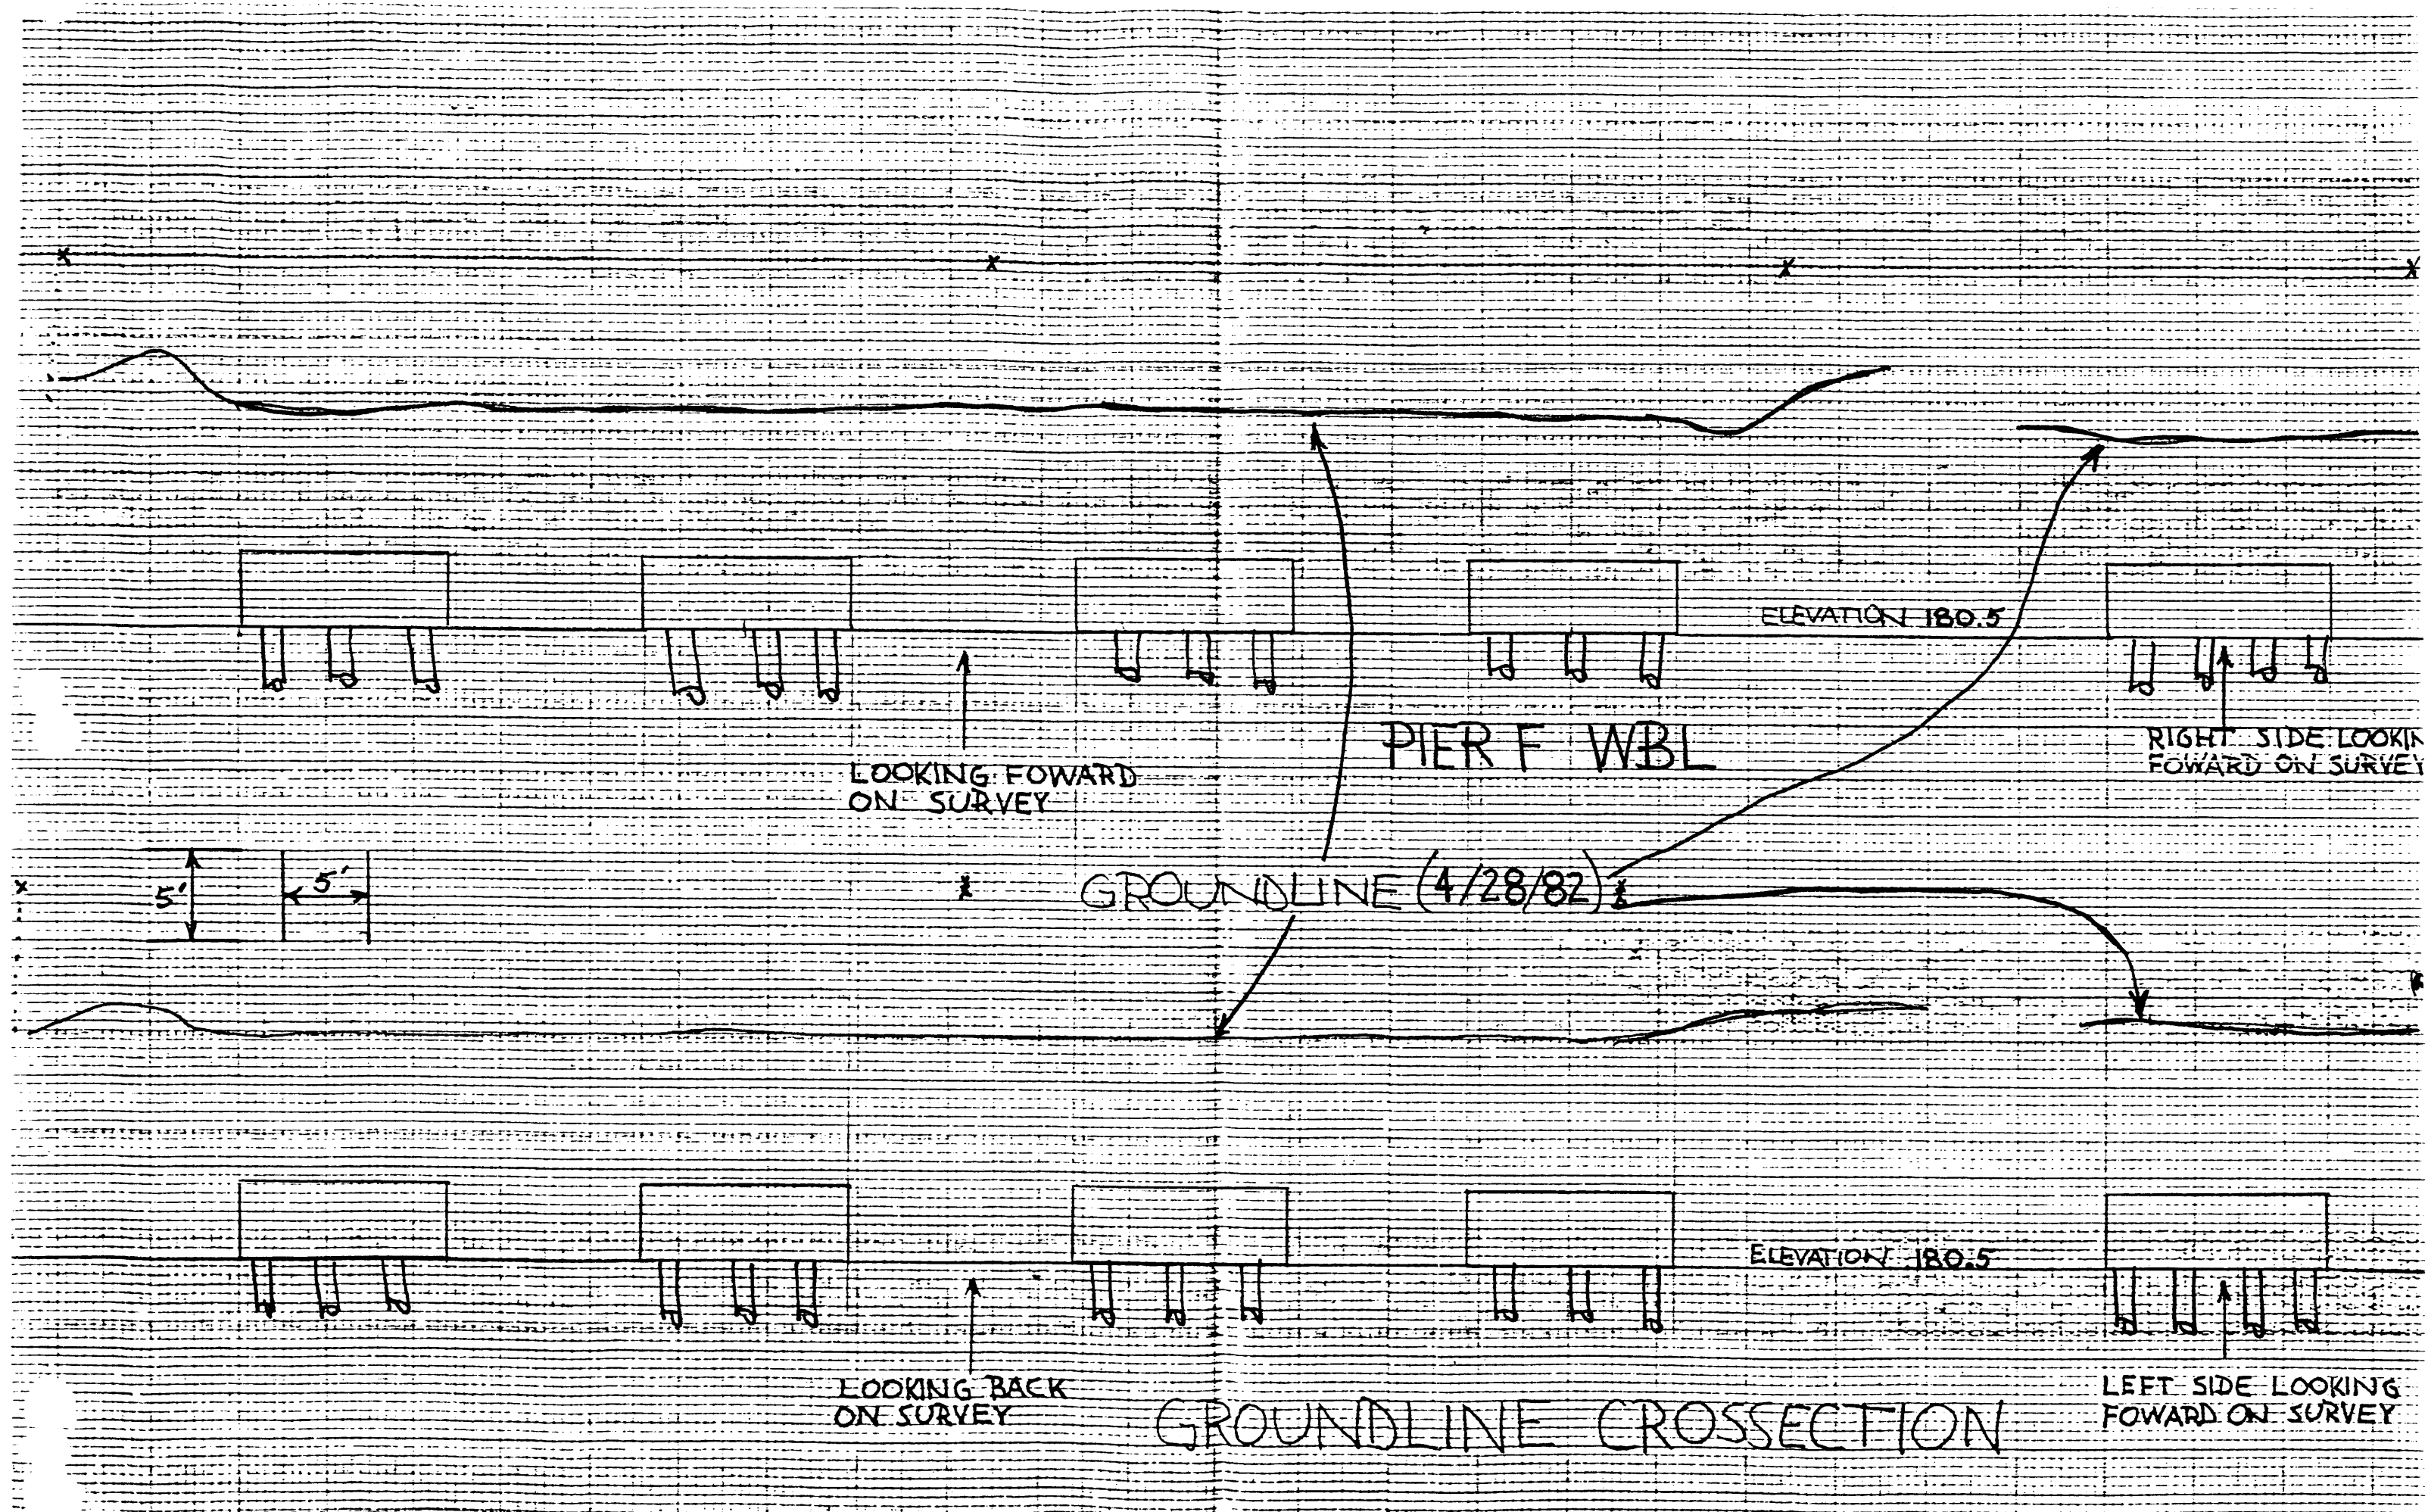 ELEVATION 180.5
PIER F WBL
LOOKING FOWARD
ON SURVEY
RIGHT SIDE LOOKIN
FOWARD ON SURVEY
5'
5'
GROUNDLINE (4/28/82)
ELEVATION 180.5
LOOKING BACK
ON SURVEY
GROUNDLINE CROSSECTION
LEFT SIDE LOOKING
FOWARD ON SURVEY